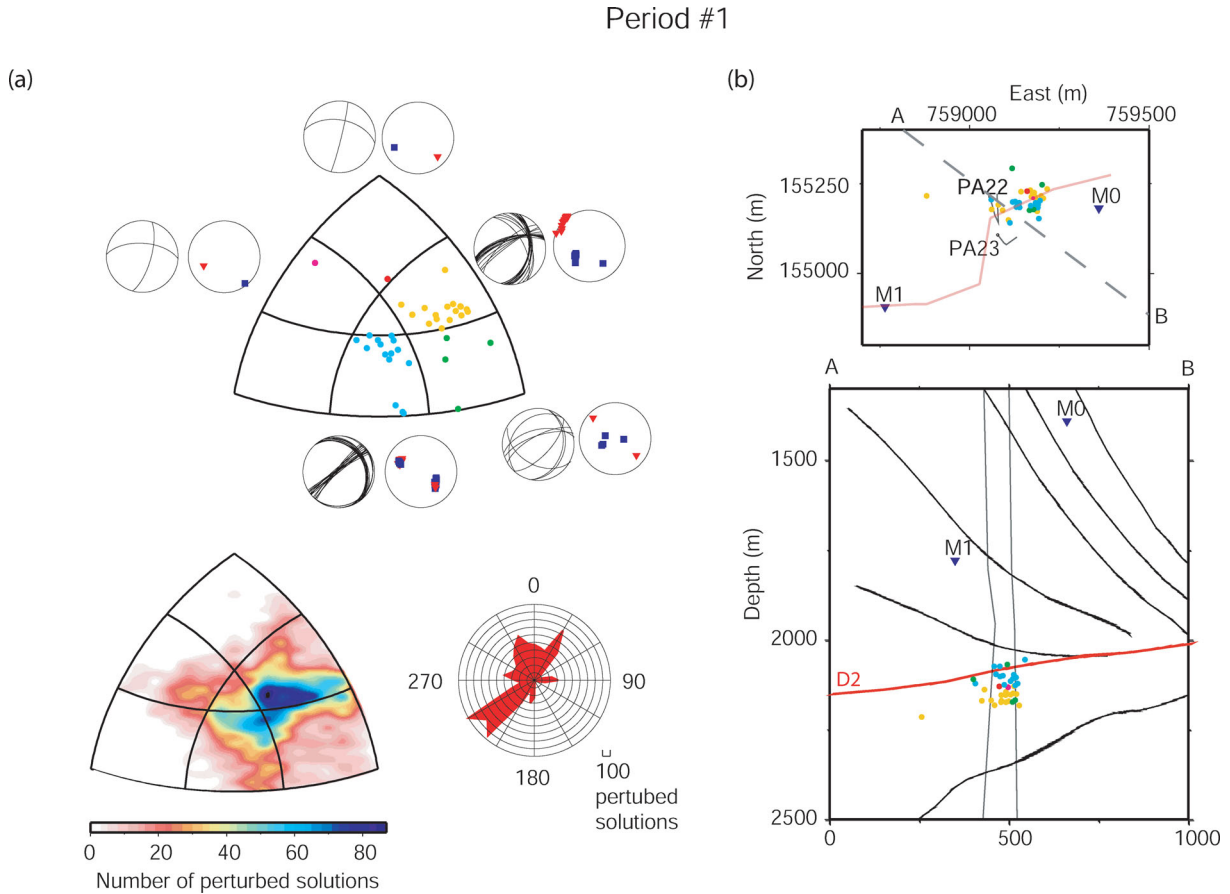 Period #1
(a)
0
270
90
180
100
pertubed
solutions
0 20 40 60 80
Number of perturbed solutions
(b)
East (m)
A 759000 759500
155250
155000
North (m)
PA22
M0
PA23
M1
B
A B
M0
1500
M1
Depth (m)
2000
D2
2500
0 500 1000